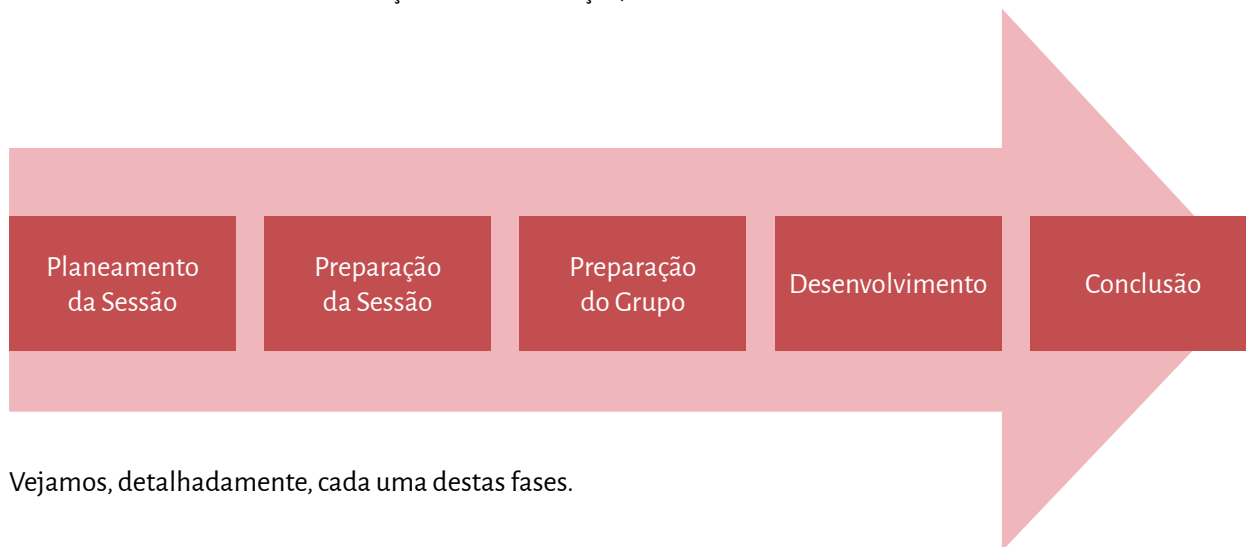 Planeamento
da Sessão
Preparação
da Sessão
Preparação
do Grupo
Desenvolvimento
Conclusão
Vejamos, detalhadamente, cada uma destas fases.